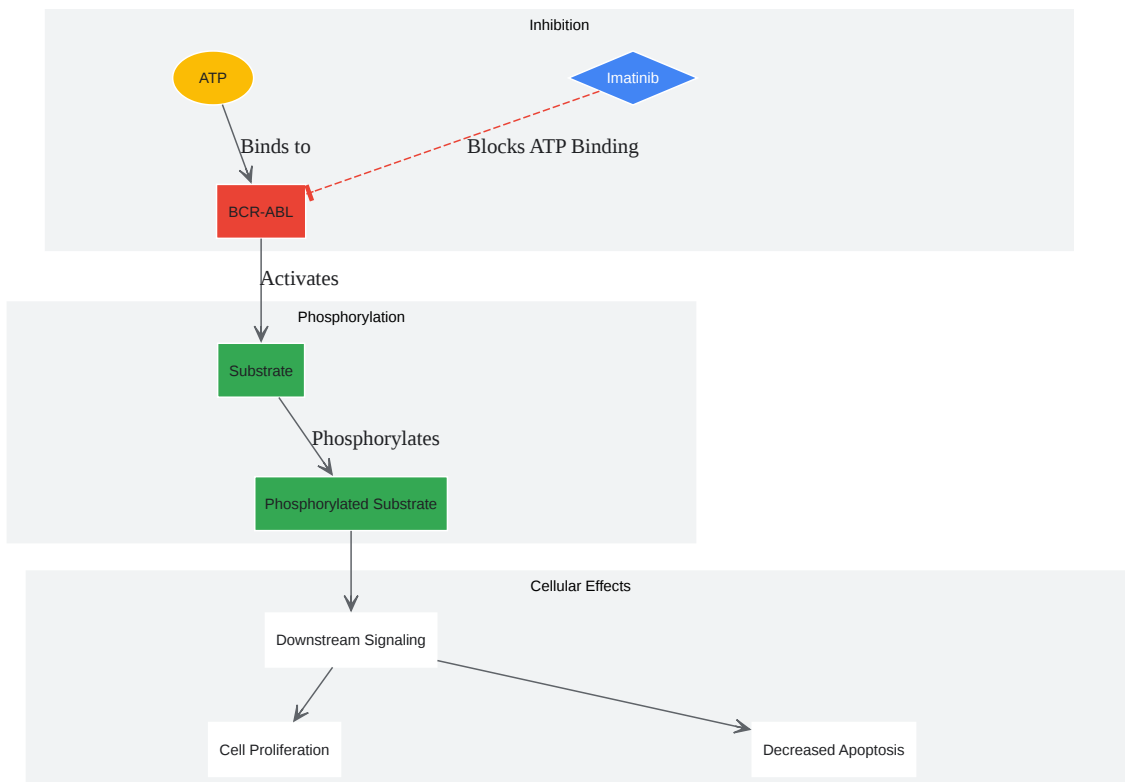 Inhibition
ATP
Imatinib
Binds to
Blocks ATP Binding
BCR-ABL
Activates
Phosphorylation
Substrate
Phosphorylates
Phosphorylated Substrate
Cellular Effects
Downstream Signaling
Cell Proliferation
Decreased Apoptosis